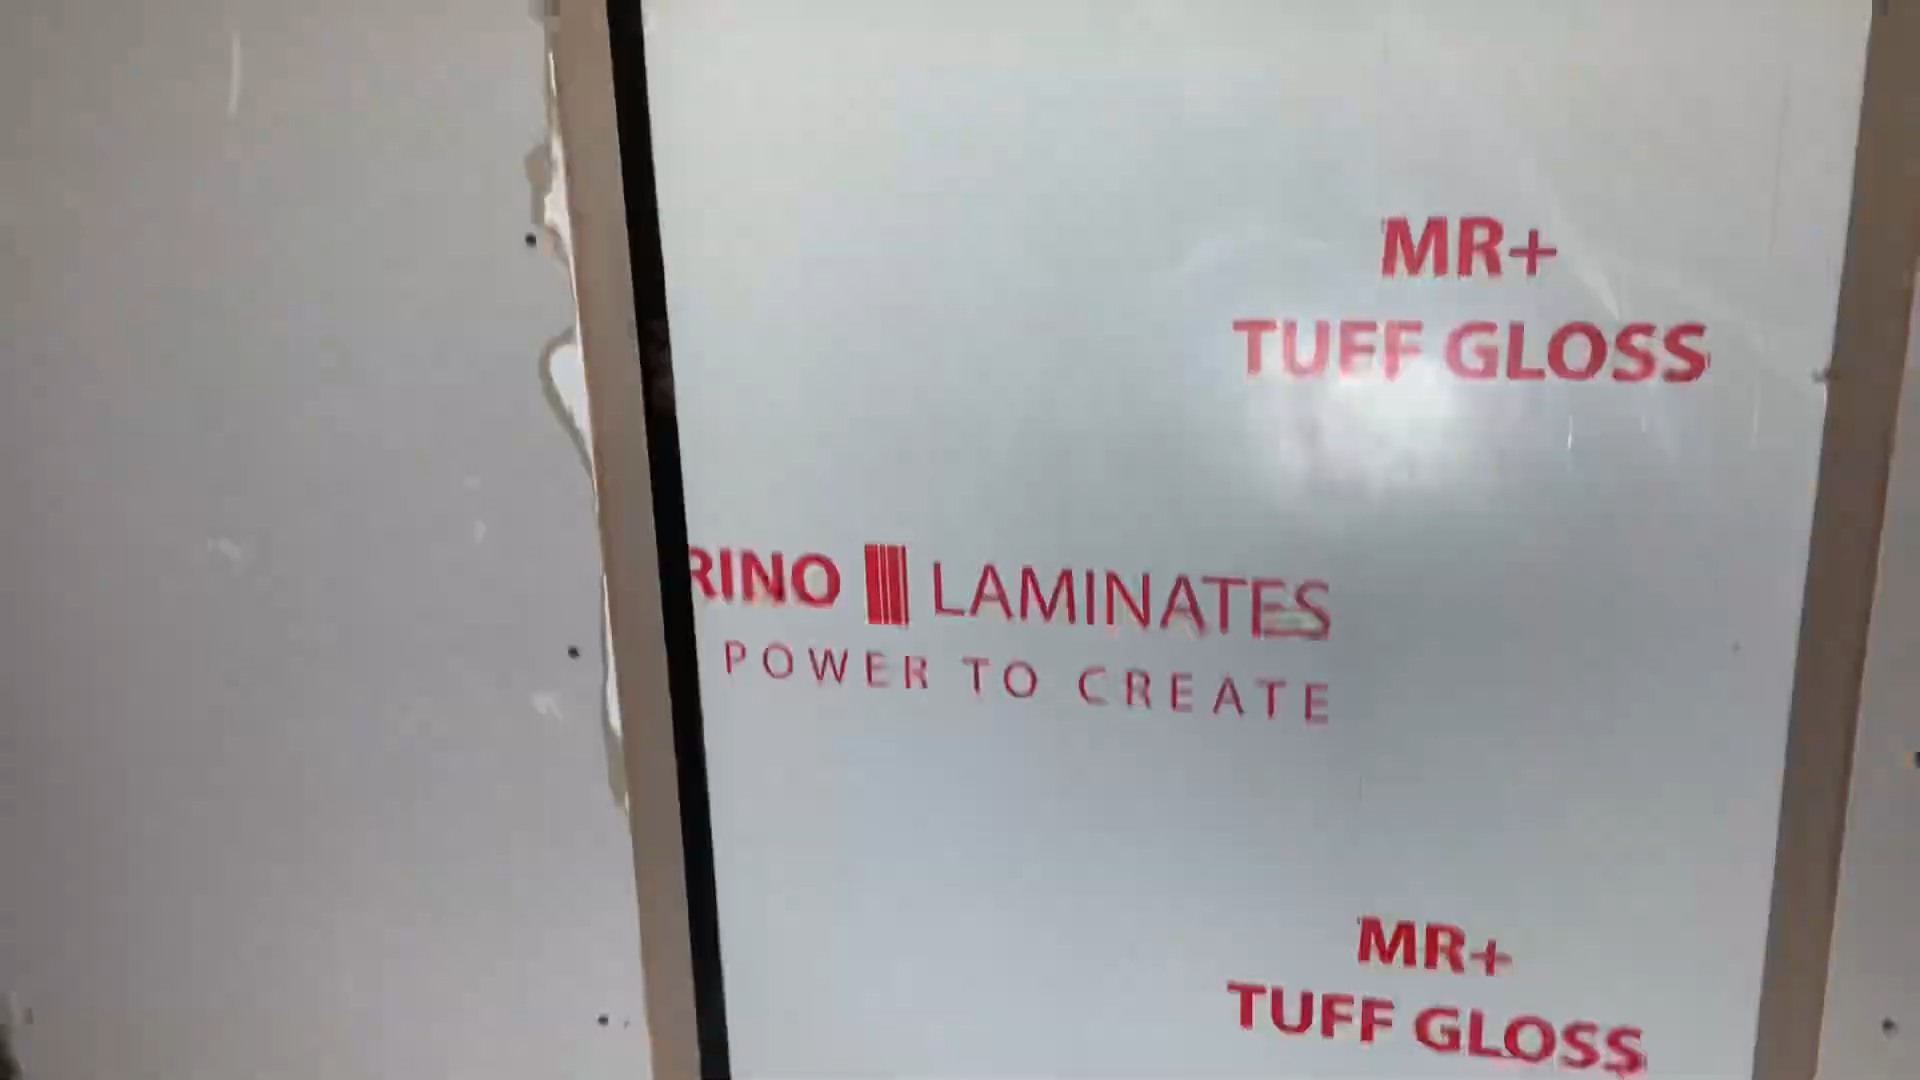 MR+
TUFF GLOSS
RINO LAMINATES
POWER TO CREATE
MR+
TUFF GLOSS